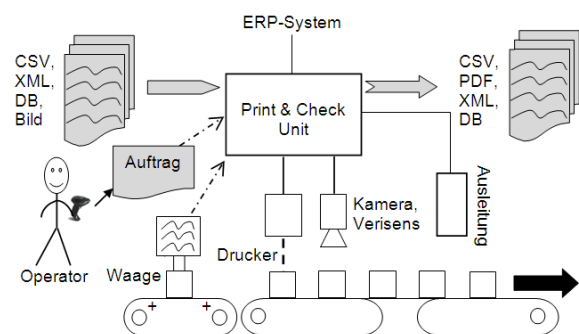 ERP-System
CSV,
XML,
DB,
Bild
Print & Check
Unit
CSV,
PDF,
XML,
DB
Auftrag
Operator
Waage
Drucker
Kamera,
Verisens
Ausleitung
+ +